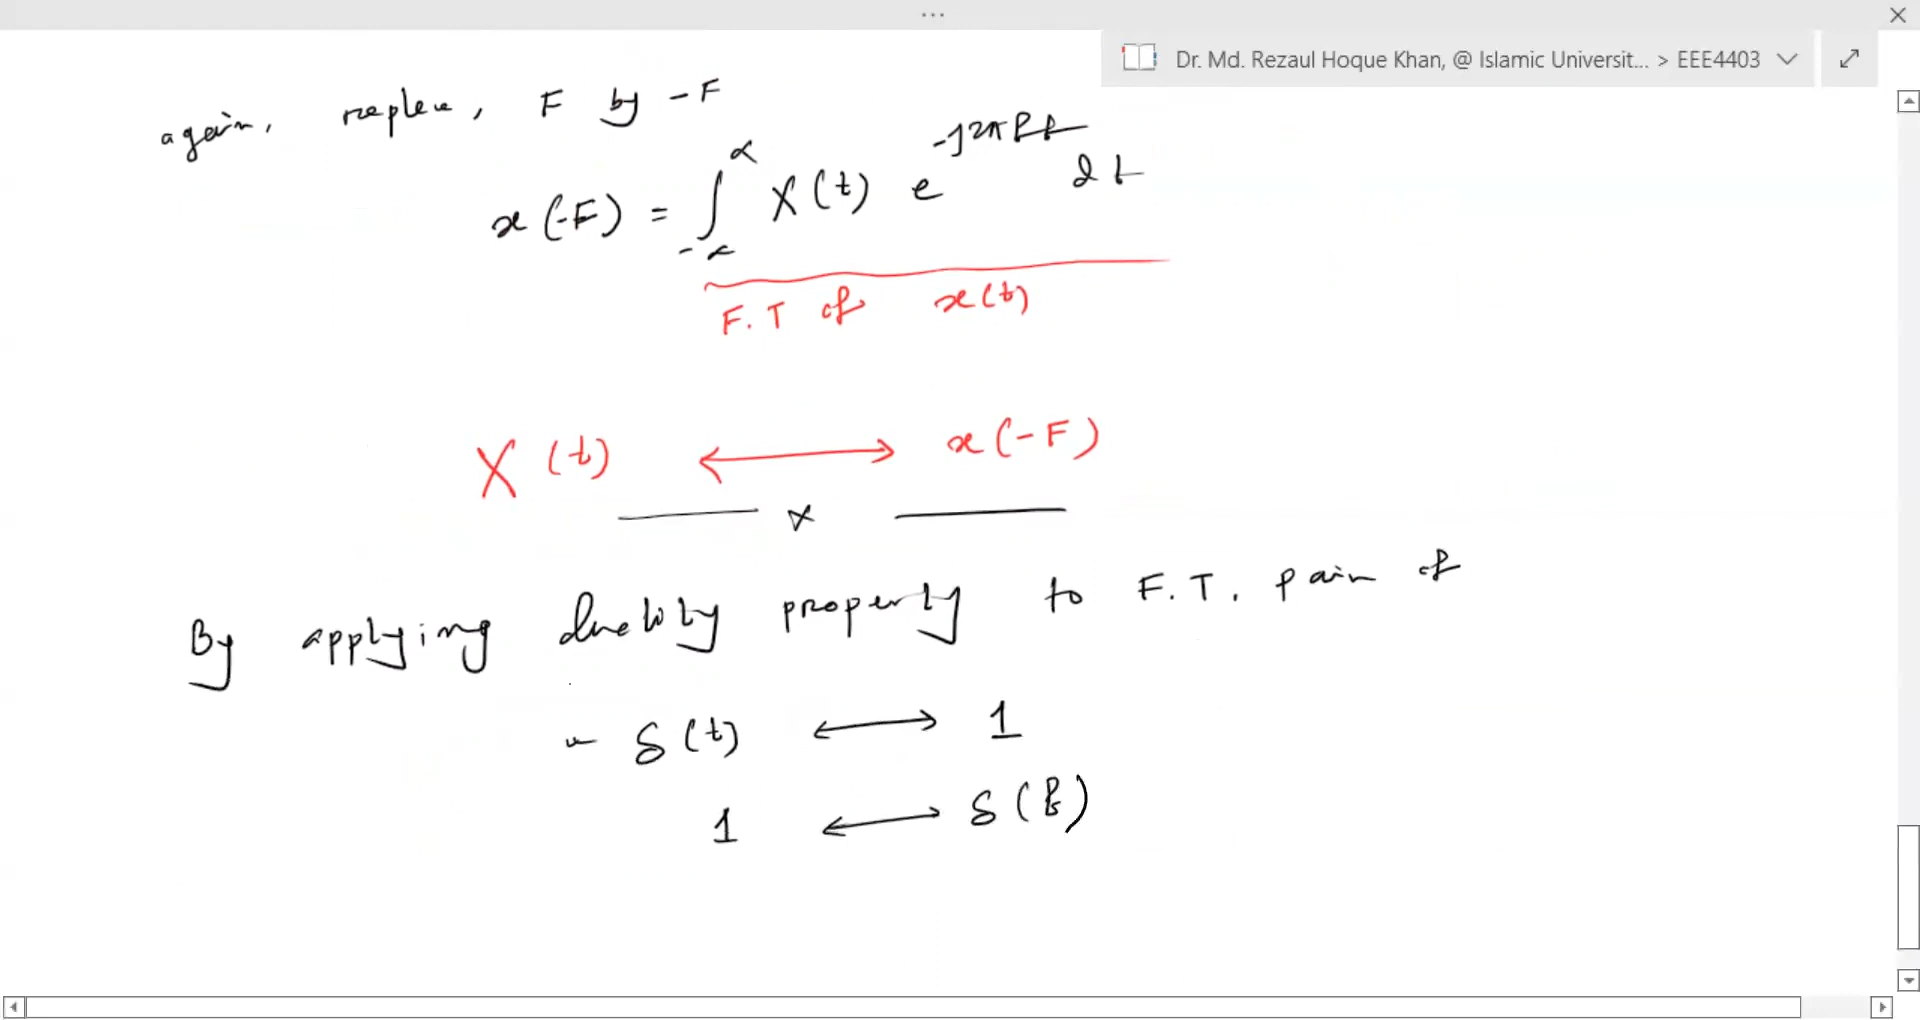 Dr. Md. Rezaul Hoque Khan, @ Islamic Universit... > EEE4403
again, replace, F by -F
x(-F) = ∫_{-∞}^{∞} X(t) e^{-j2πFt} dt
F.T of x(t)
X(t) ⟷ x(-F)
x
By applying duality property to F.T. pair of
δ(t) ⟷ 1
1 ⟷ δ(f)